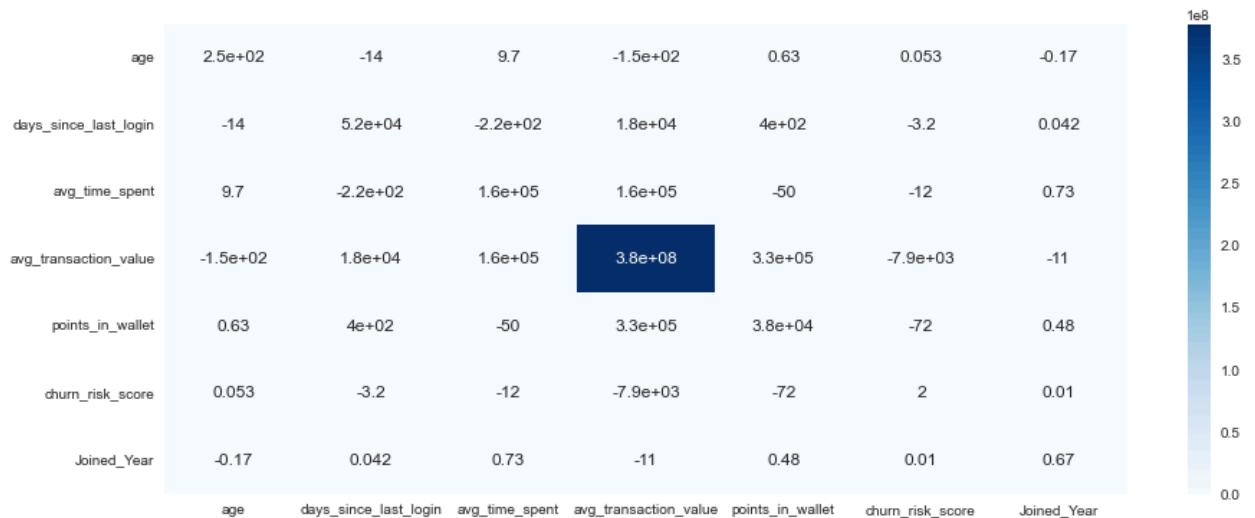 1e8
age 2.5e+02 -14 9.7 -1.5e+02 0.63 0.053 -0.17
3.5
days_since_last_login -14 5.2e+04 -2.2e+02 1.8e+04 4e+02 -3.2 0.042
3.0
avg_time_spent 9.7 -2.2e+02 1.6e+05 1.6e+05 -50 -12 0.73
2.5
avg_transaction_value -1.5e+02 1.8e+04 1.6e+05 3.8e+08 3.3e+05 -7.9e+03 -11
2.0
1.5
points_in_wallet 0.63 4e+02 -50 3.3e+05 3.8e+04 -72 0.48
1.0
churn_risk_score 0.053 -3.2 -12 -7.9e+03 -72 2 0.01
0.5
Joined_Year -0.17 0.042 0.73 -11 0.48 0.01 0.67
0.0
age days_since_last_login avg_time_spent avg_transaction_value points_in_wallet churn_risk_score Joined_Year